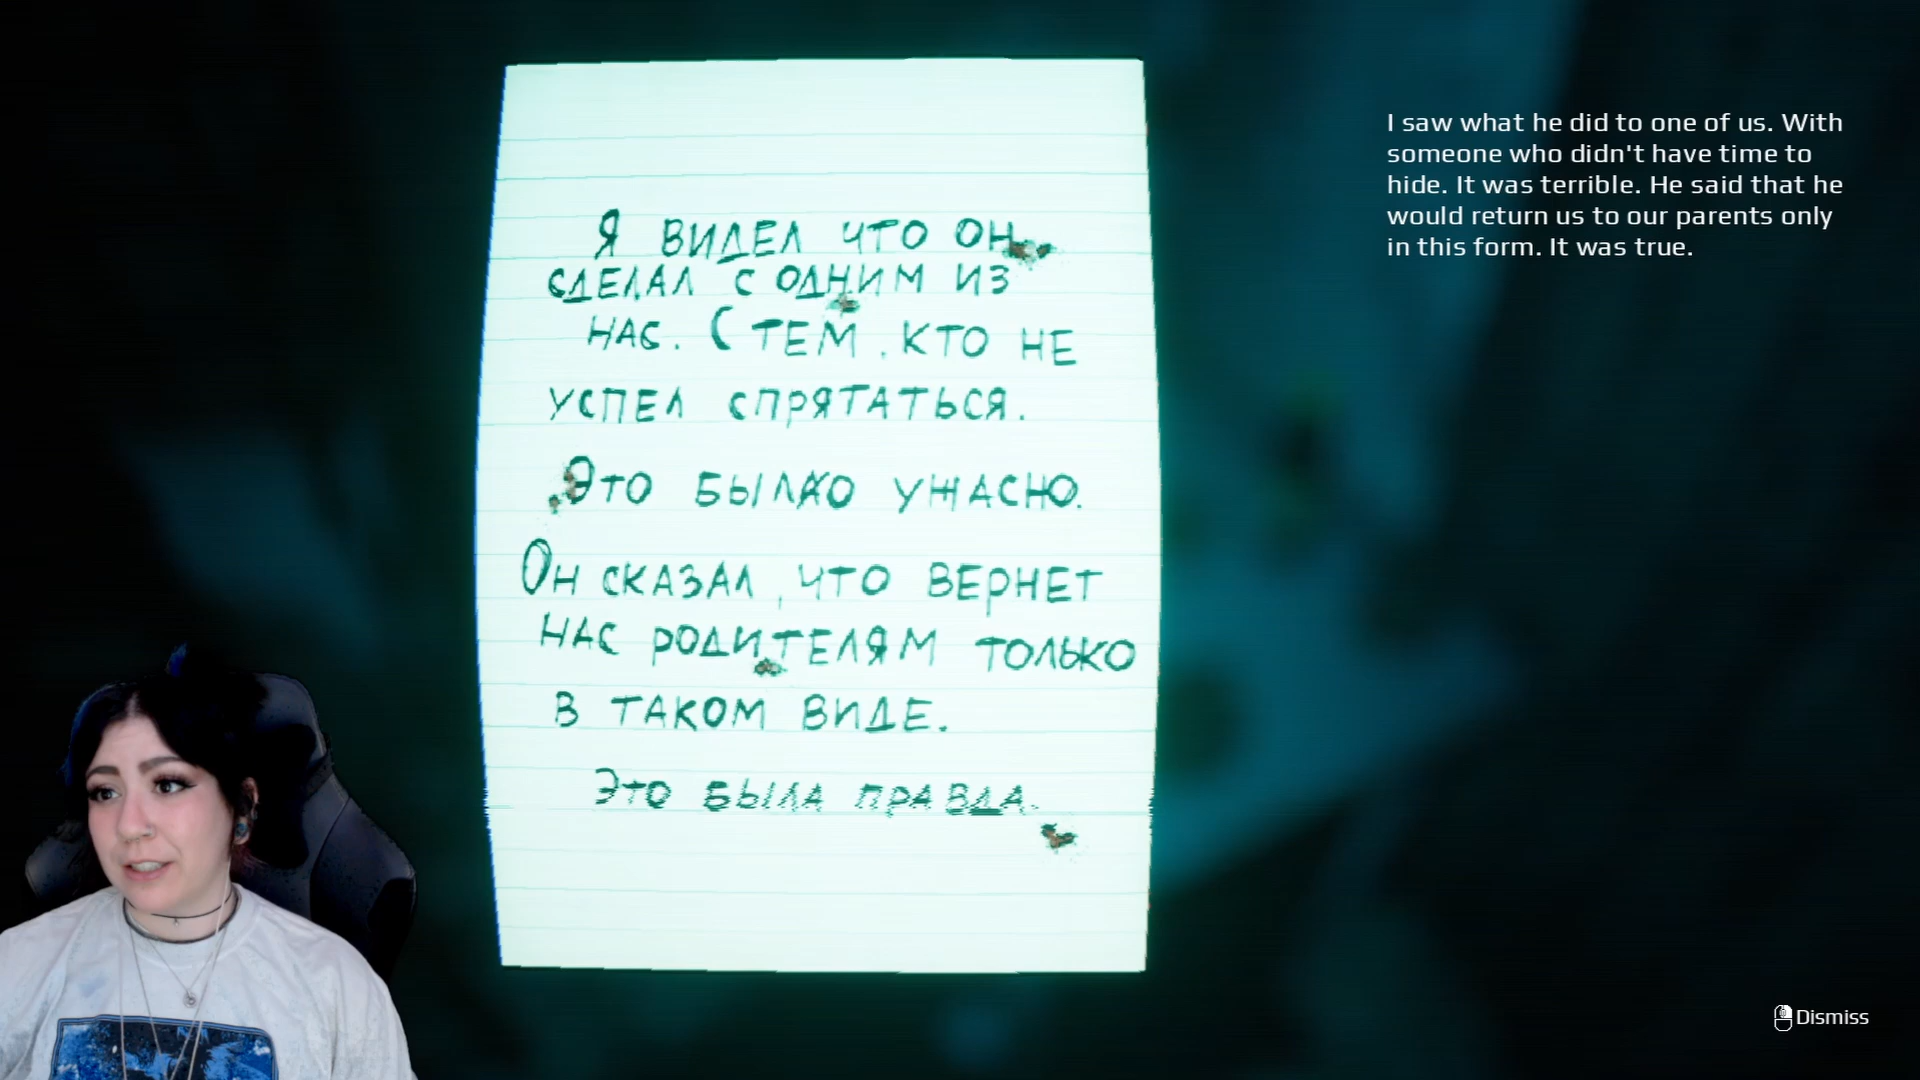 Я ВИДЕЛ ЧТО ОН
СДЕЛАЛ С ОДНИМ ИЗ
НАС. С ТЕМ, КТО НЕ
УСПЕЛ СПРЯТАТЬСЯ.
ЭТО БЫЛО УЖАСНО.
ОН СКАЗАЛ, ЧТО ВЕРНЕТ
НАС РОДИТЕЛЯМ ТОЛЬКО
В ТАКОМ ВИДЕ.
ЭТО БЫЛА ПРАВДА.
I saw what he did to one of us. With
someone who didn't have time to
hide. It was terrible. He said that he
would return us to our parents only
in this form. It was true.
Dismiss